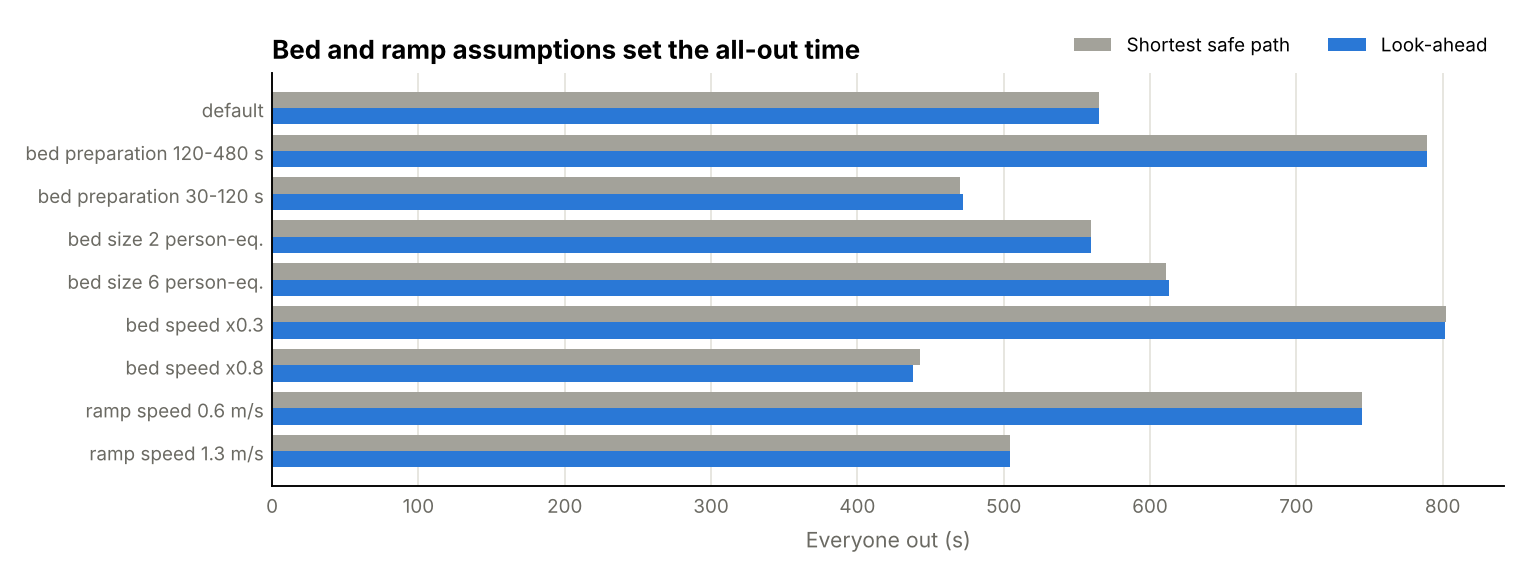 Bed and ramp assumptions set the all-out time
Shortest safe path
Look-ahead
default
bed preparation 120-480 s
bed preparation 30-120 s
bed size 2 person-eq.
bed size 6 person-eq.
bed speed x0.3
bed speed x0.8
ramp speed 0.6 m/s
ramp speed 1.3 m/s
0 100 200 300 400 500 600 700 800
Everyone out (s)